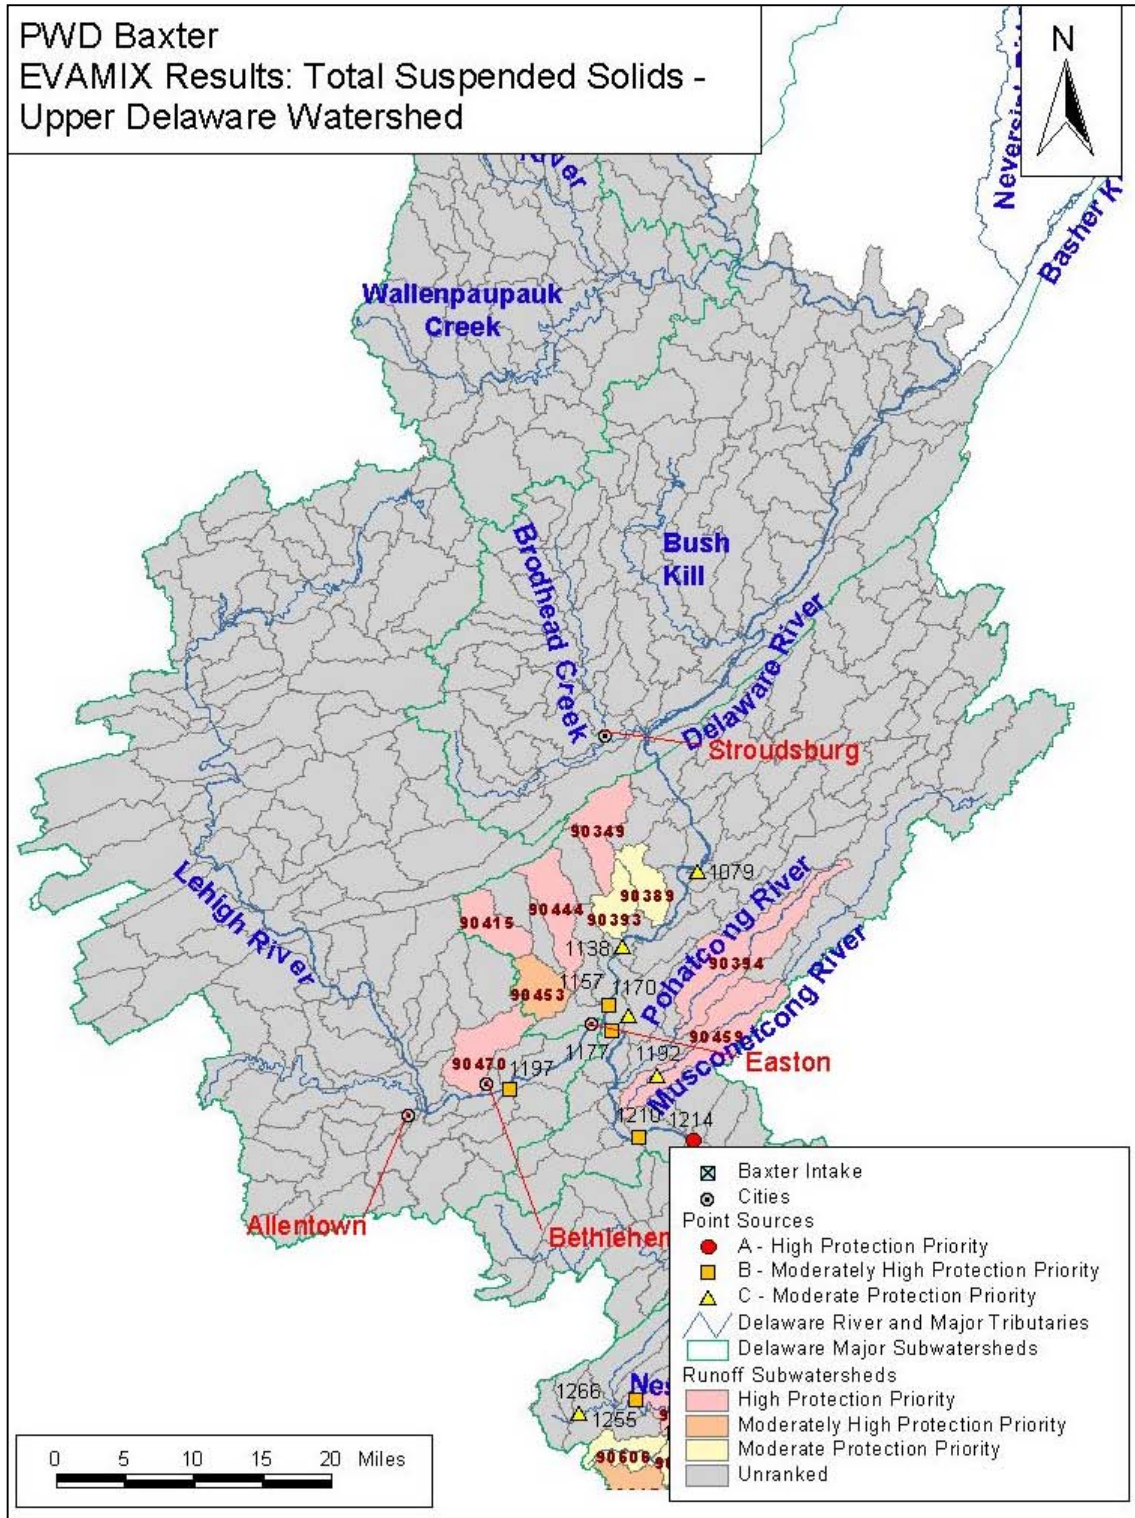 PWD Baxter
EVAMIX Results: Total Suspended Solids -
Upper Delaware Watershed
N
River
Basher K
Wallenpaupauk
Creek
Brodhead Creek
Bush
Kill
Delaware River
Stroudsburg
90349
1079
90389
Lehigh River
90444
90415
90393
Pohatcong River
1138
90394
90453
1157
1170
Musconetcong River
90459
1177
1192
Easton
90470
1197
1210
1214
Allentown
Bethlehem
Baxter Intake
Cities
Point Sources
A - High Protection Priority
B - Moderately High Protection Priority
C - Moderate Protection Priority
Delaware River and Major Tributaries
Delaware Major Subwatersheds
Runoff Subwatersheds
High Protection Priority
Moderately High Protection Priority
Moderate Protection Priority
Unranked
Nes
1266
1255
90606
0 5 10 15 20 Miles